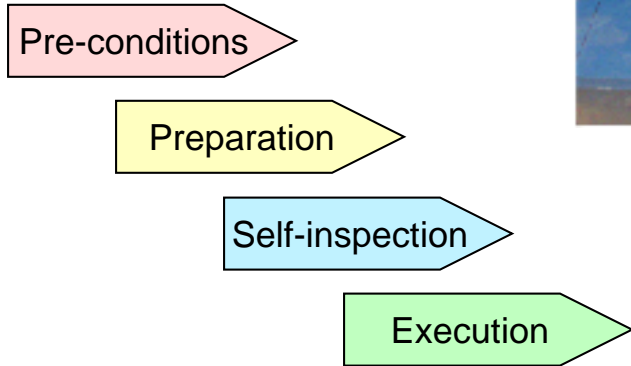 Pre-conditions
Preparation
Self-inspection
Execution